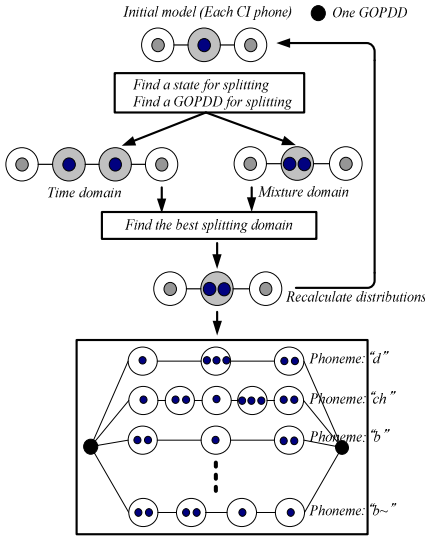 Initial model (Each CI phone) One GOPDD
Find a state for splitting
Find a GOPDD for splitting
Time domain
Mixture domain
Find the best splitting domain
Recalculate distributions
Phoneme: “d”
Phoneme: “ch”
Phoneme: “b”
Phoneme: “b~”